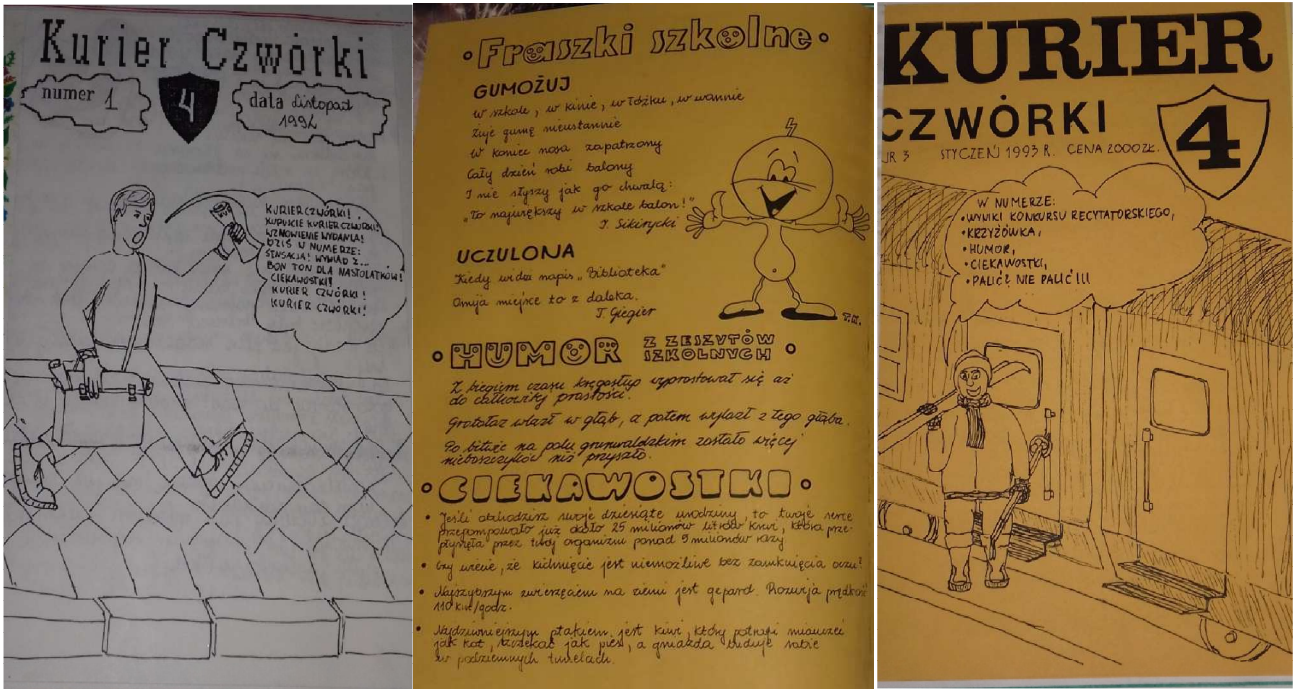 Kurier Czwórki
numer 1
4
data Listopad
1992
KURIER CZWÓRKI!
KUPUJCIE KURIER CZWÓRKI!
WZNOWIENIE WYDANIA!
DZIŚ W NUMERZE:
SENSACJA! WYWIAD Z...
BON TON DLA NASTOLATKÓW!
CIEKAWOSTKI!
KURIER CZWÓRKI!
KURIER CZWÓRKI!
Fraszki szkolne
GUMOŻUJ
W szkole, w kinie, w łóżku, w wannie
żuje gumę nieustannie
W koniec nosa zapatrzony
Cały dzień robi balony
I nie słyszy jak go chwalą:
"To największy w szkole balon!"
T.K.
UCZULONA
Kiedy widzi napis "Biblioteka"
Omija miejsce to z daleka.
T. Giegier
HUMOR Z ZESZYTÓW
SZKOLNYCH
Z biegiem czasu kręgosłup wyprostował się aż
do całkowitej prostości.
Grotołaz wlazł w głąb, a potem wylazł z tego głąba.
Po bitwie na polu grunwaldzkim zostało więcej
nieboszczyków niż przyszło.
CIEKAWOSTKI
Jeśli obchodzisz swoje dziesiąte urodziny, to twoje serce
przepompowało już około 25 milionów litrów krwi, która prze-
płynęła przez twój organizm ponad 5 milionów razy
Czy wiecie, że kichnięcie jest niemożliwe bez zamknięcia oczu?
Najszybszym zwierzęciem na ziemi jest gepard. Rozwija prędkość
110 km/godz.
Najdziwniejszym ptakiem jest kiwi, który potrafi miauczeć
jak kot, szczekać jak pies, a gniazda buduje sobie
w podziemnych tunelach.
KURIER
CZWÓRKI
4
NR 3 STYCZEŃ 1993 R. CENA 2000 ZŁ.
W NUMERZE:
• WYNIKI KONKURSU RECYTATORSKIEGO,
• KRZYŻÓWKA,
• HUMOR,
• CIEKAWOSTKI,
• PALIĆ? NIE PALIĆ!!!